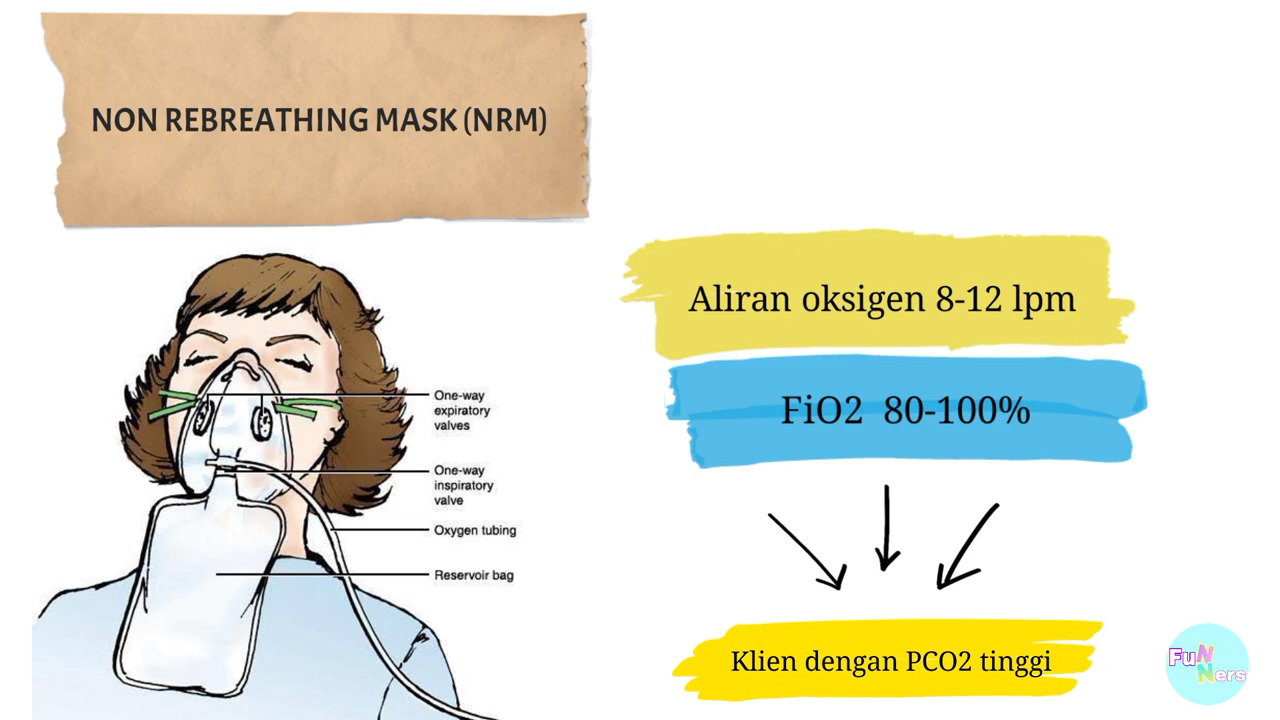 NON REBREATHING MASK (NRM)
Aliran oksigen 8-12 lpm
FiO2 80-100%
One-way
expiratory
valves
One-way
inspiratory
valve
Oxygen tubing
Reservoir bag
Klien dengan PCO2 tinggi
FuN
Ners